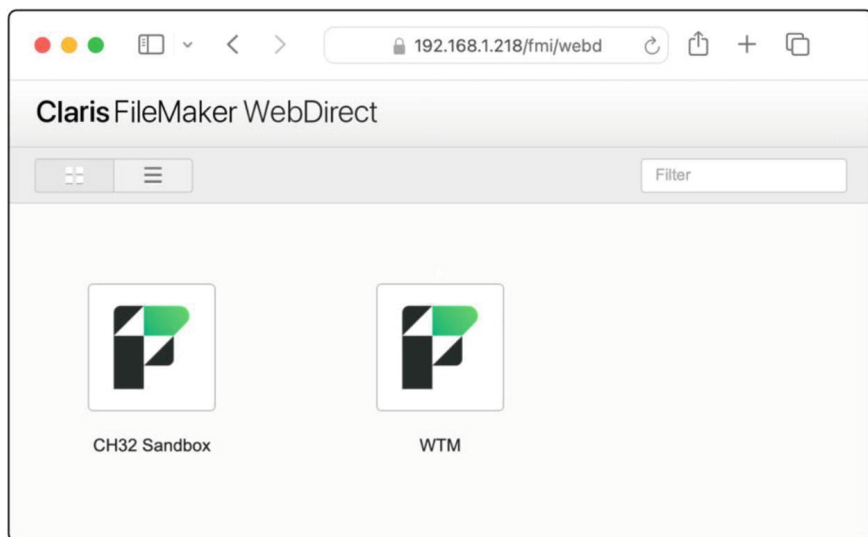 192.168.1.218/fmi/webd
Claris FileMaker WebDirect
Filter
CH32 Sandbox
WTM